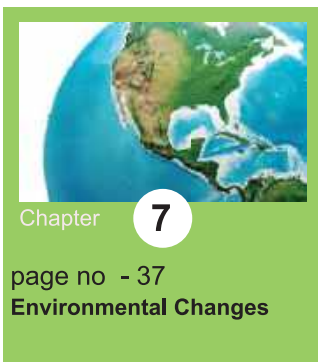 Chapter 7
page no - 37
Environmental Changes